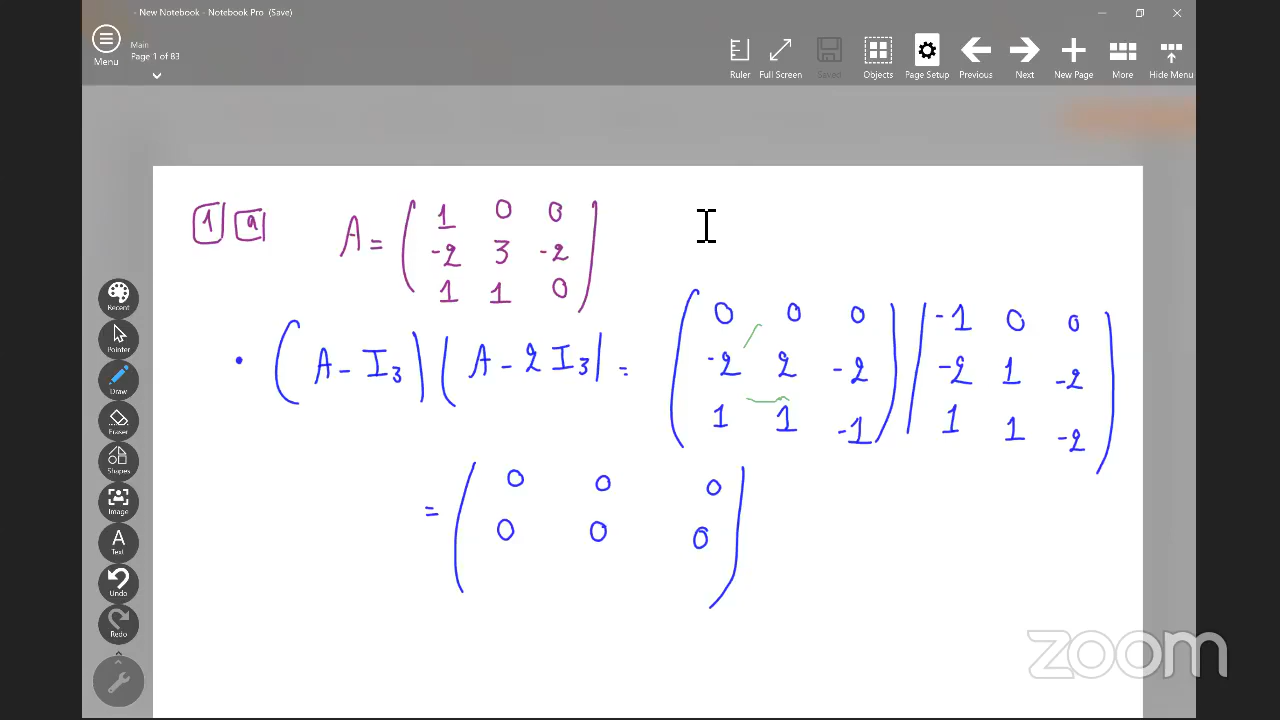 - New Notebook - Notebook Pro (Save)
Menu
Main
Page 1 of 83
Ruler
Full Screen
Saved
Objects
Page Setup
Previous
Next
New Page
More
Hide Menu
Recent
Pointer
Draw
Eraser
Shapes
Image
A
Text
Undo
Redo
1 a A = ( 1 0 0
-2 3 -2
1 1 0 )
• (A - I₃)(A - 2 I₃) = ( 0 0 0
-2 2 -2
1 1 -1 ) ( -1 0 0
-2 1 -2
1 1 -2 )
= ( 0 0 0
0 0 0 )
zoom